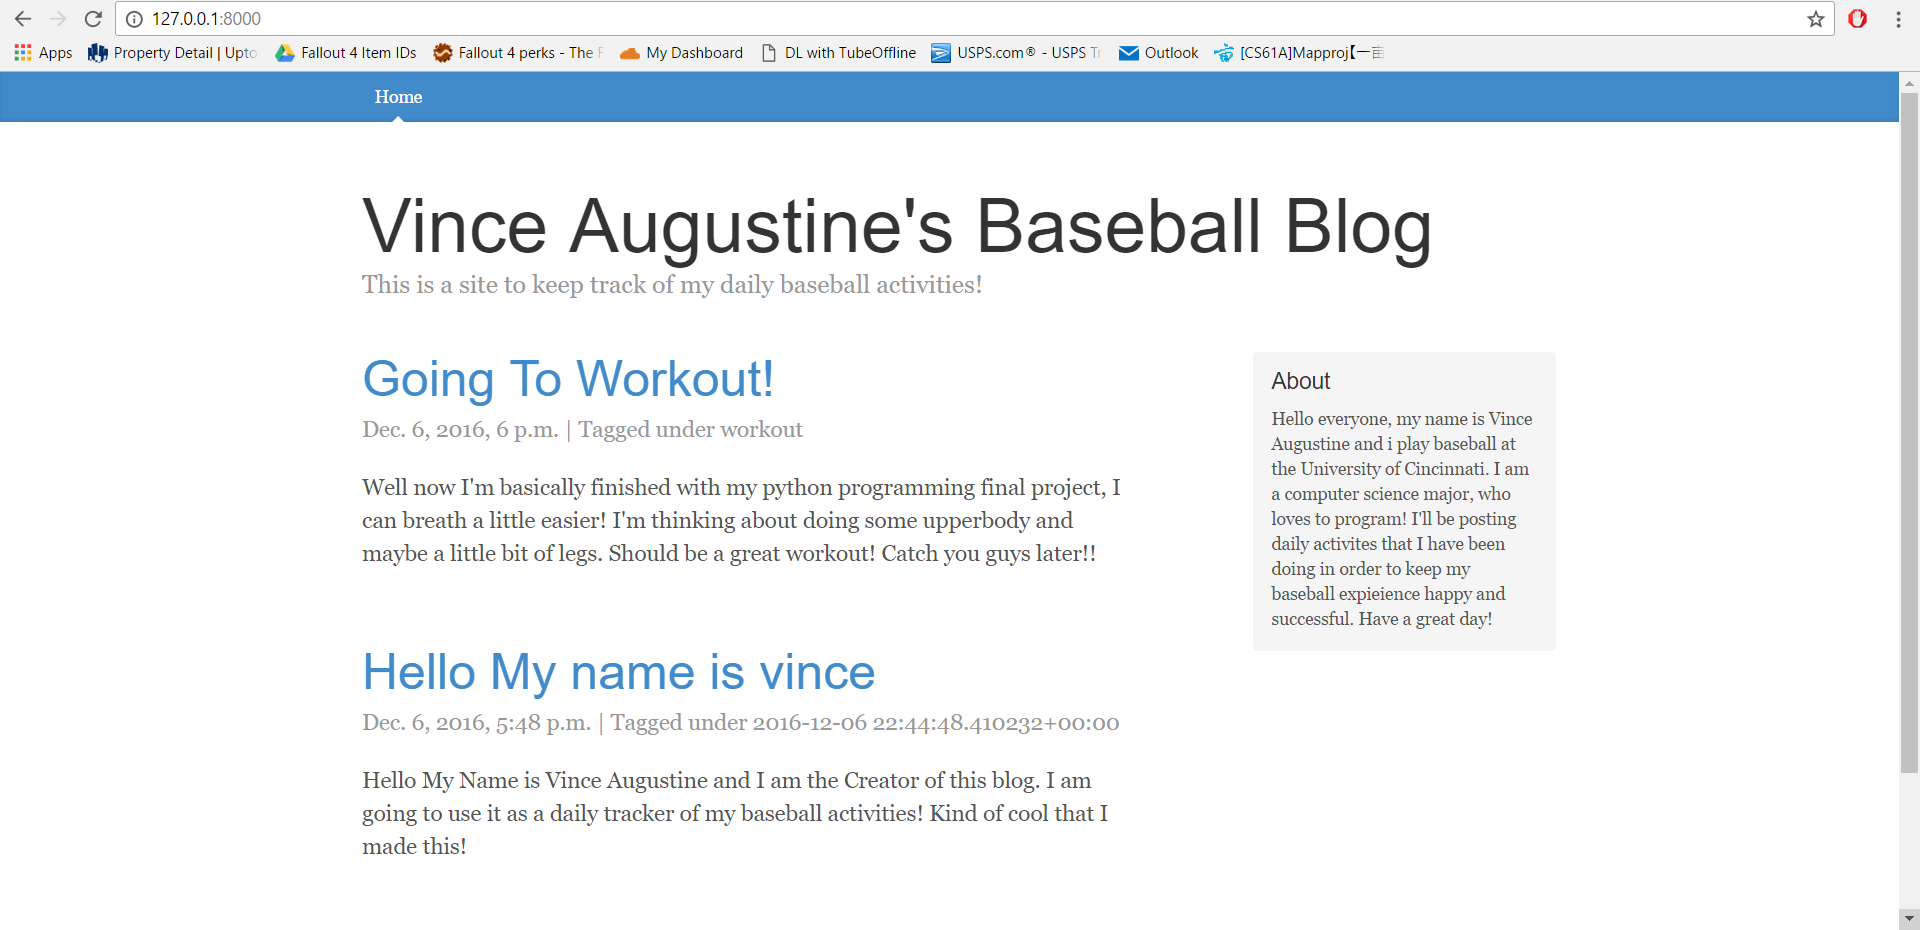 127.0.0.1:8000
Apps Property Detail | Upto Fallout 4 Item IDs Fallout 4 perks - The F My Dashboard DL with TubeOffline USPS.com® - USPS Tr Outlook [CS61A]Mapproj【一亩
Home
Vince Augustine's Baseball Blog
This is a site to keep track of my daily baseball activities!
Going To Workout!
Dec. 6, 2016, 6 p.m. | Tagged under workout
Well now I'm basically finished with my python programming final project, I
can breath a little easier! I'm thinking about doing some upperbody and
maybe a little bit of legs. Should be a great workout! Catch you guys later!!
Hello My name is vince
Dec. 6, 2016, 5:48 p.m. | Tagged under 2016-12-06 22:44:48.410232+00:00
Hello My Name is Vince Augustine and I am the Creator of this blog. I am
going to use it as a daily tracker of my baseball activities! Kind of cool that I
made this!
About
Hello everyone, my name is Vince
Augustine and i play baseball at
the University of Cincinnati. I am
a computer science major, who
loves to program! I'll be posting
daily activites that I have been
doing in order to keep my
baseball expieience happy and
successful. Have a great day!